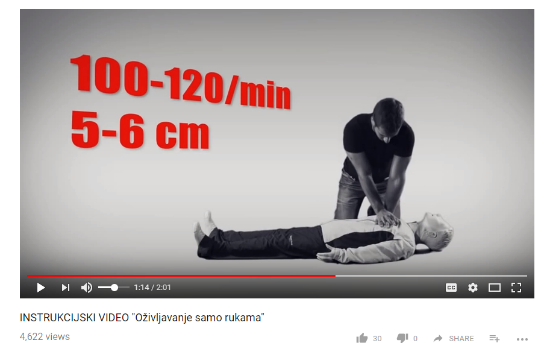 100-120/min
5-6 cm
1:14 / 2:01
CC
INSTRUKCIJSKI VIDEO "Oživljavanje samo rukama"
4,622 views
30
0
SHARE